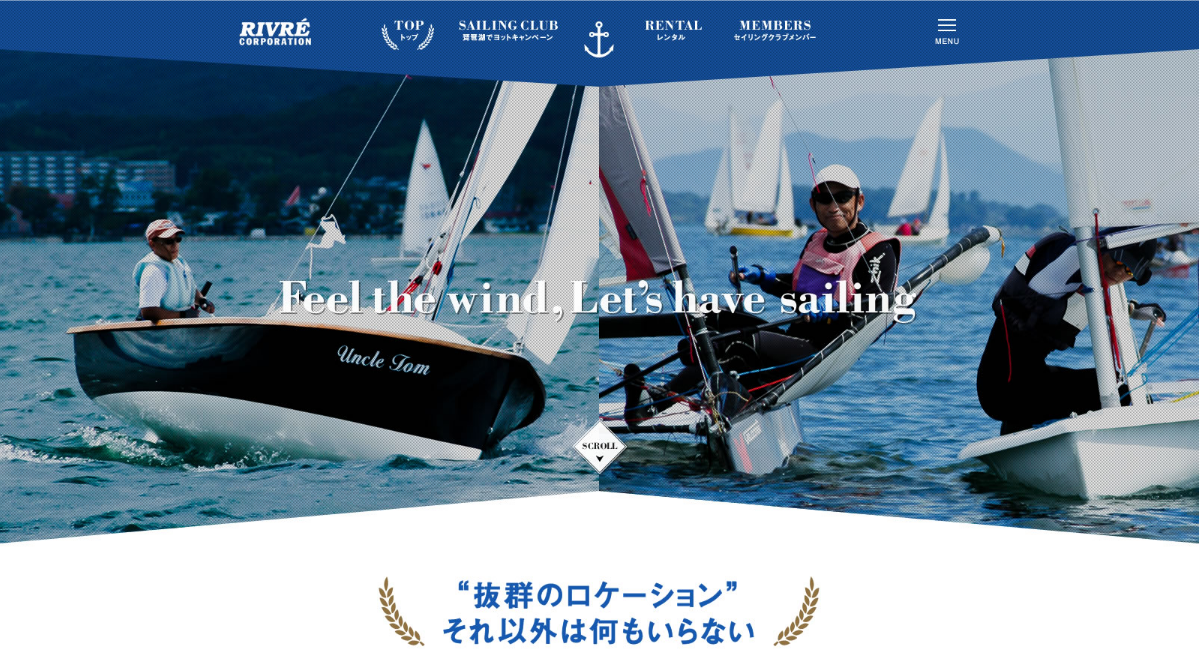 RIVRÉ
CORPORATION
TOP
トップ
SAILING CLUB
琵琶湖でヨットキャンペーン
RENTAL
レンタル
MEMBERS
セイリングクラブメンバー
MENU
Feel the wind, Let's have sailing
Uncle Tom
SCROLL
“抜群のロケーション”
それ以外は何もいらない